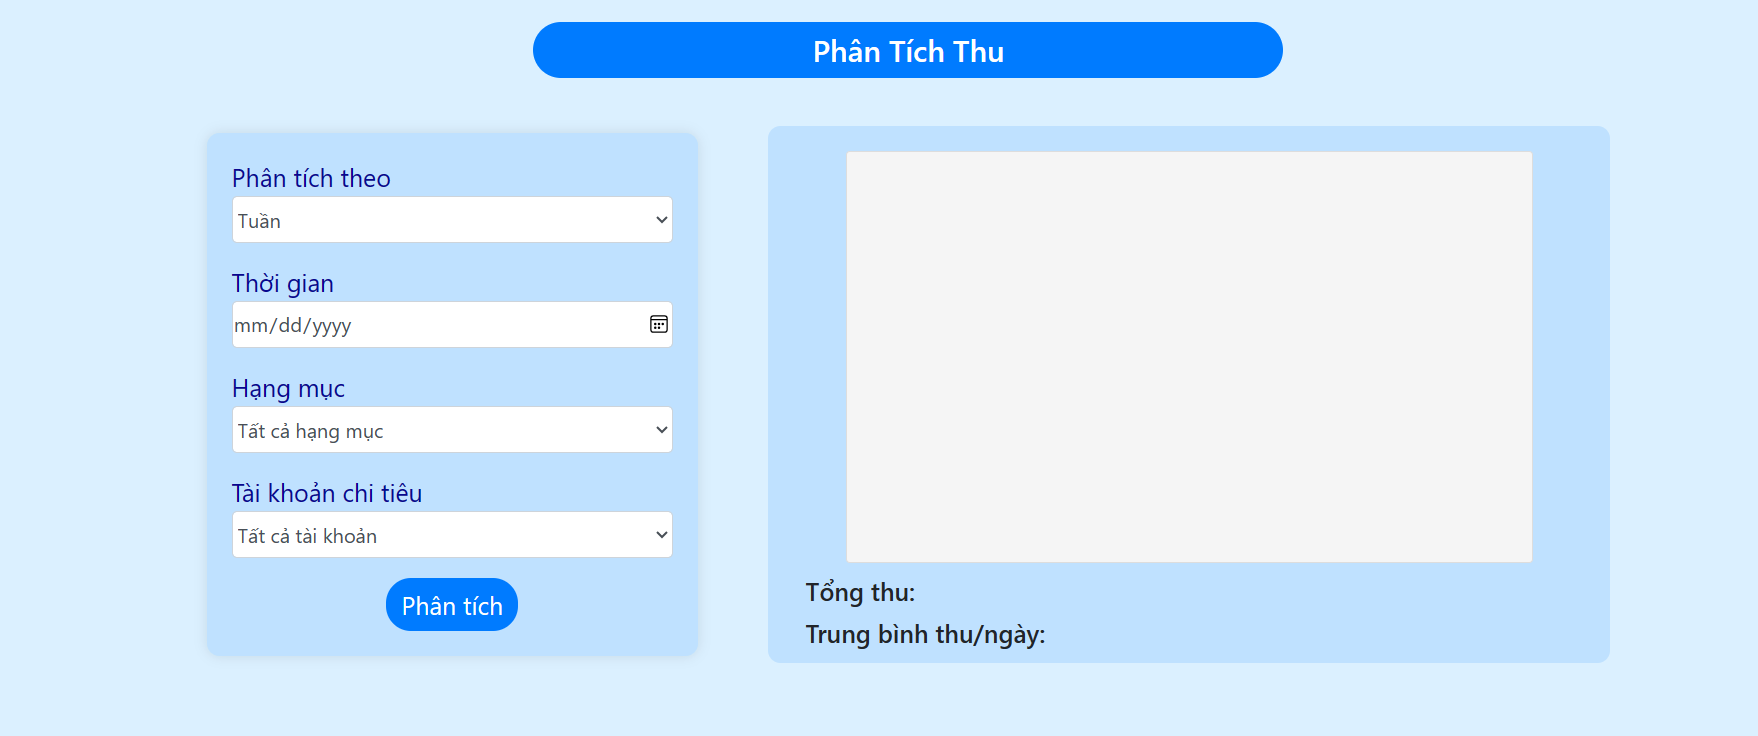 Phân Tích Thu
Phân tích theo
Tuần
Thời gian
mm/dd/yyyy
Hạng mục
Tất cả hạng mục
Tài khoản chi tiêu
Tất cả tài khoản
Phân tích
Tổng thu:
Trung bình thu/ngày: